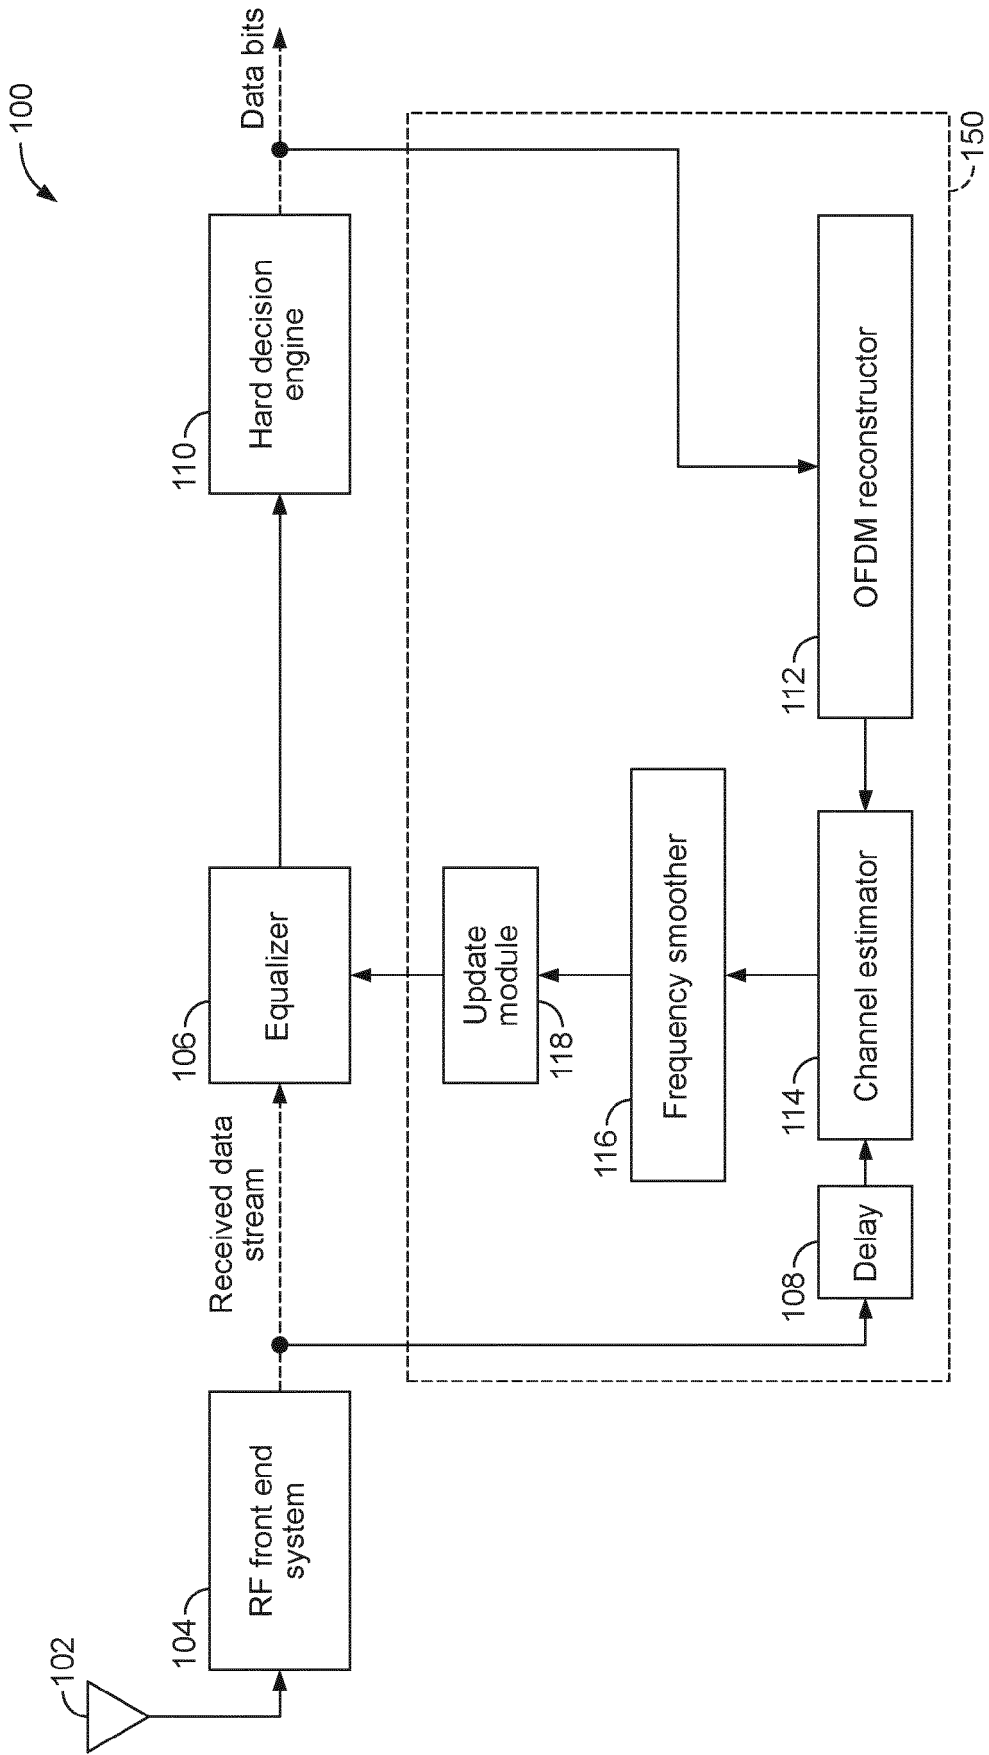 100
102
104
RF front end
system
Received data
stream
106
Equalizer
110
Hard decision
engine
Data bits
118
Update
module
116
Frequency smoother
108
Delay
114
Channel estimator
112
OFDM reconstructor
150